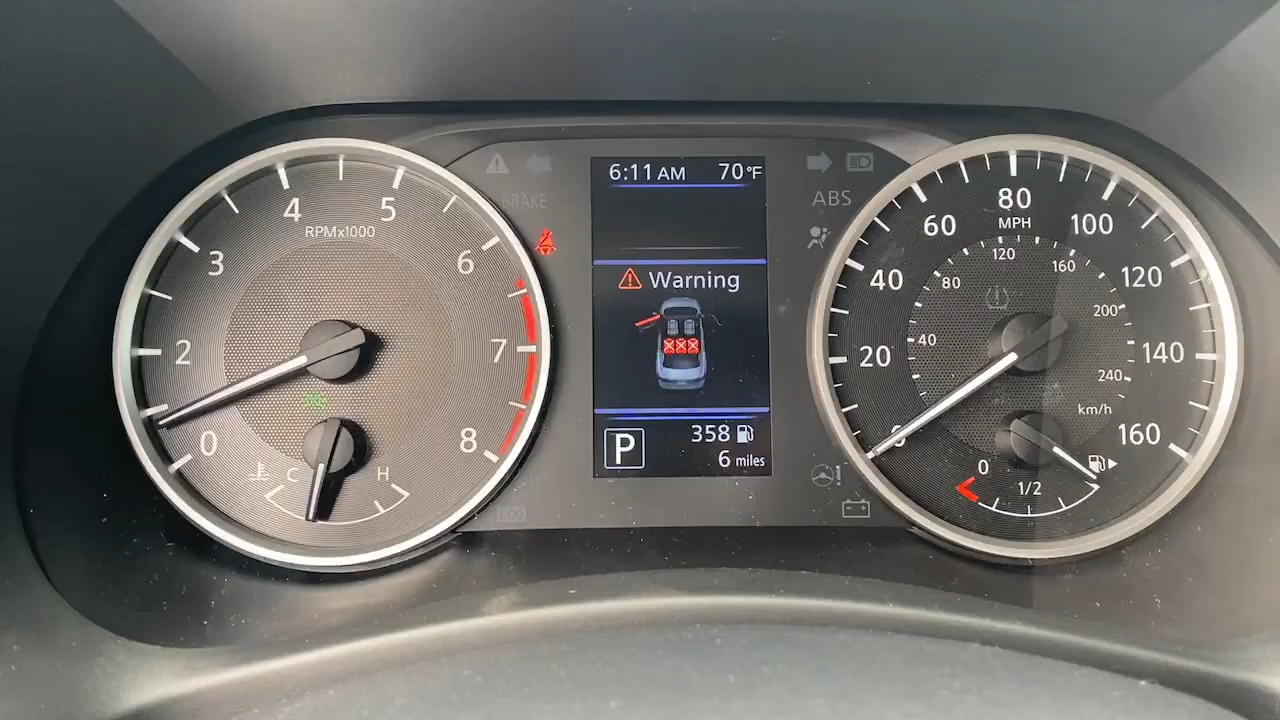 6:11 AM 70°F
BRAKE
ABS
4 5
RPMx1000
3 6
2 7
0 8
C H
Warning
P 358
6 miles
ECO
80
MPH
60 100
40 120
20 140
0 160
120
80 160
40 200
240
km/h
0
1/2